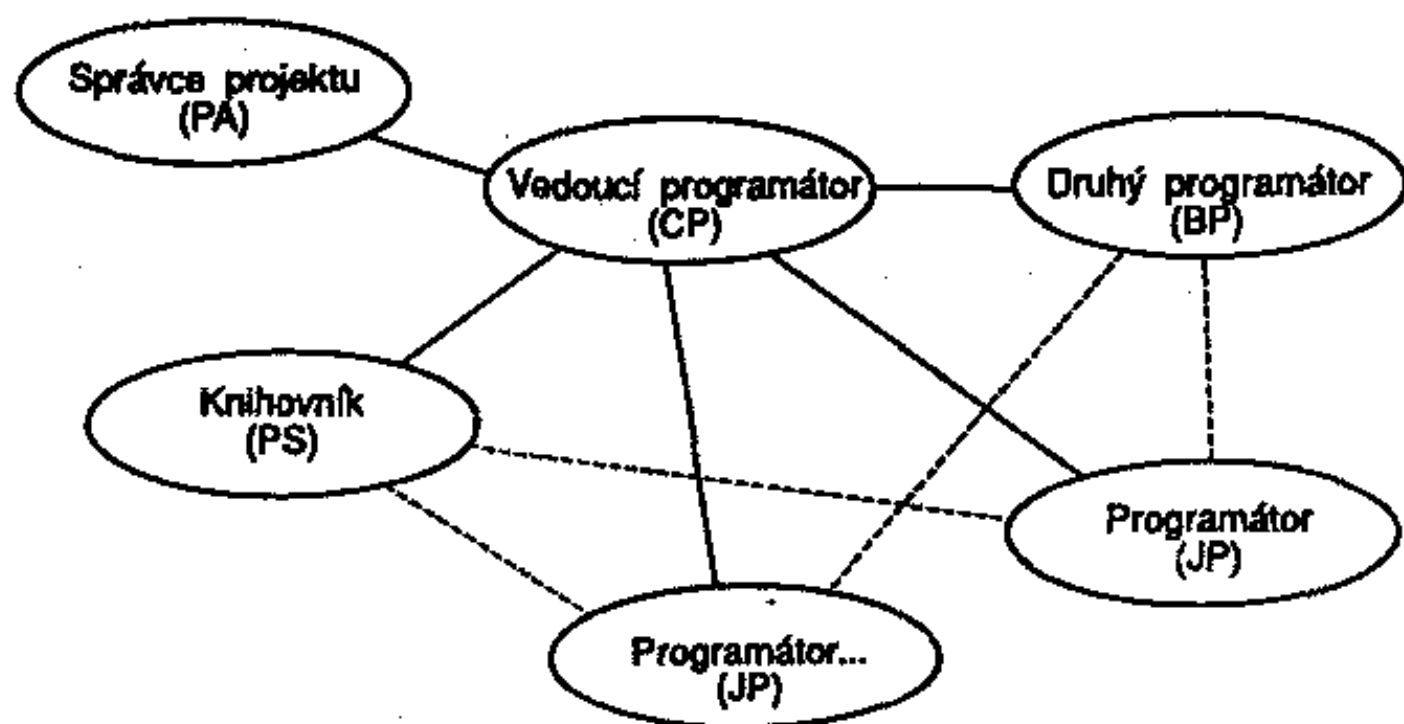 Správce projektu
(PA)
Vedoucí programátor
(CP)
Druhý programátor
(BP)
Knihovník
(PS)
Programátor
(JP)
Programátor...
(JP)